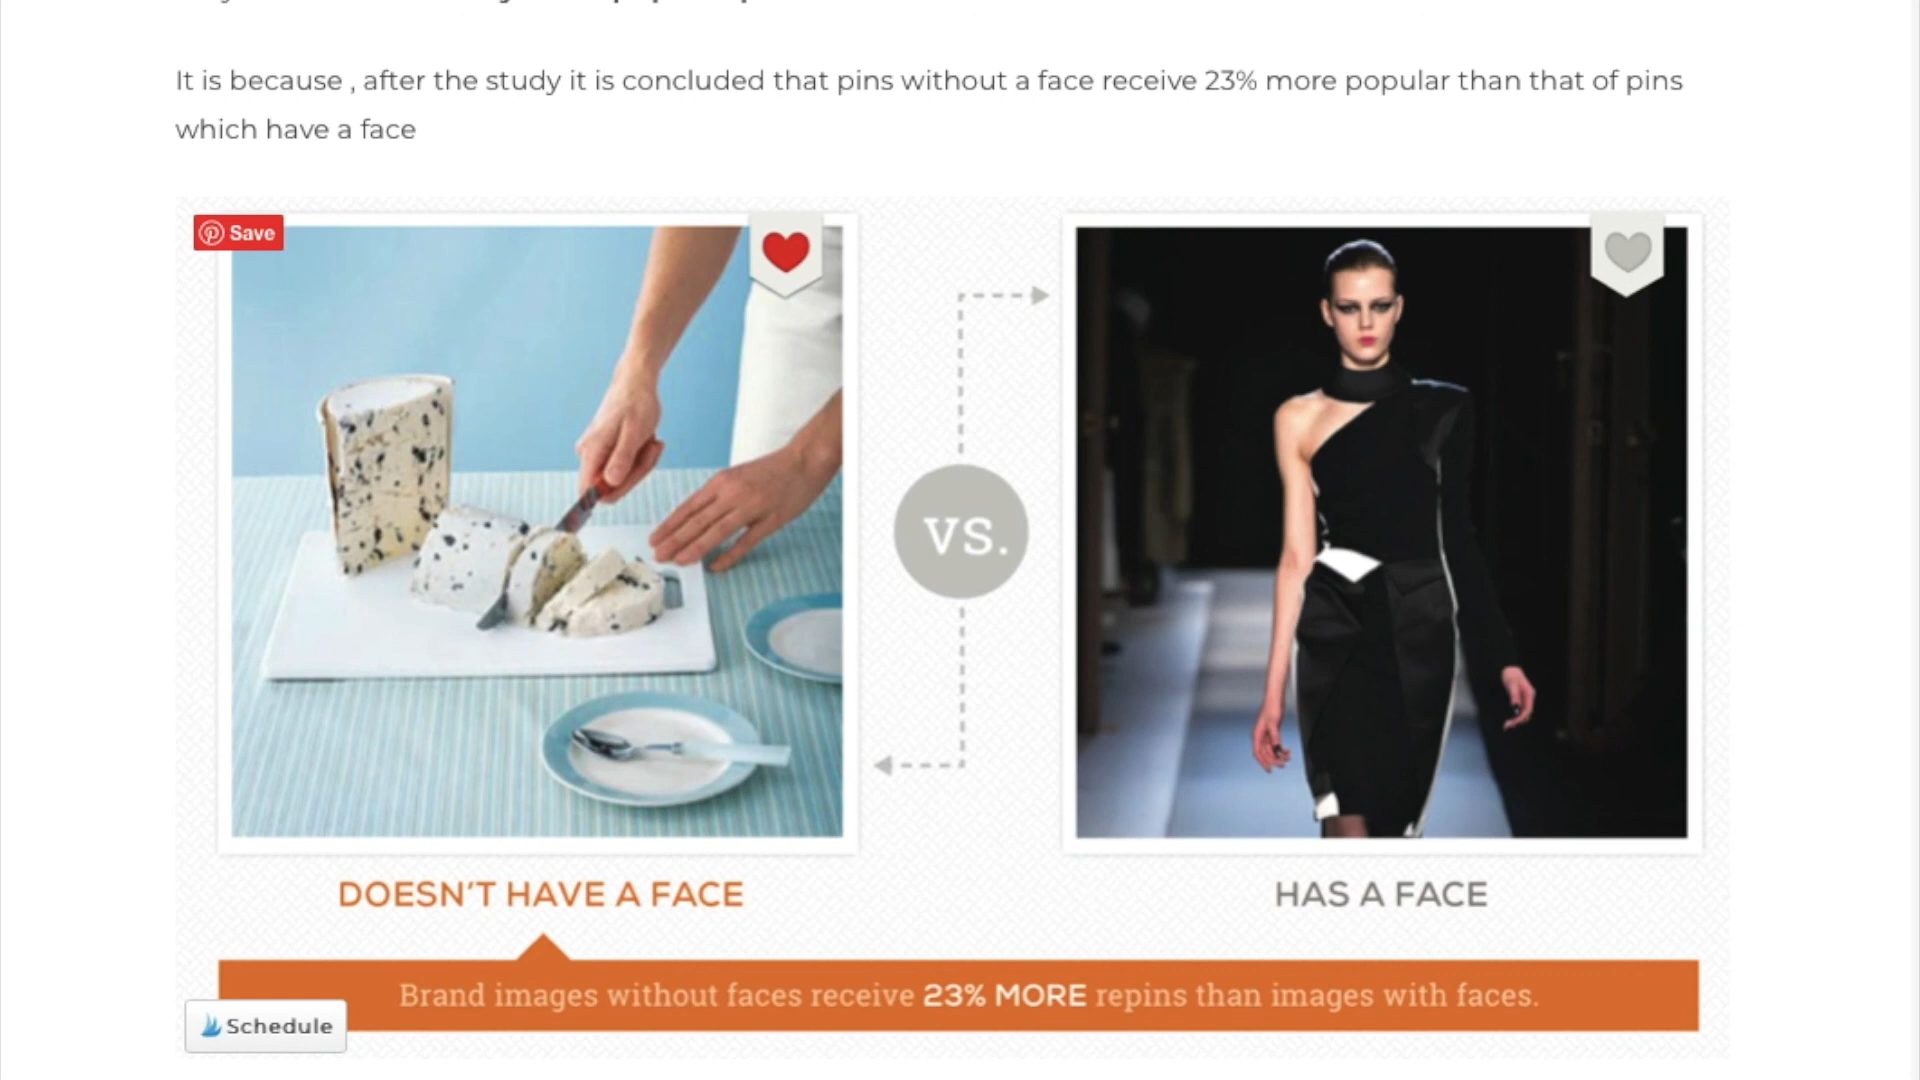 It is because , after the study it is concluded that pins without a face receive 23% more popular than that of pins
which have a face
Save
VS.
DOESN'T HAVE A FACE
HAS A FACE
Brand images without faces receive 23% MORE repins than images with faces.
Schedule